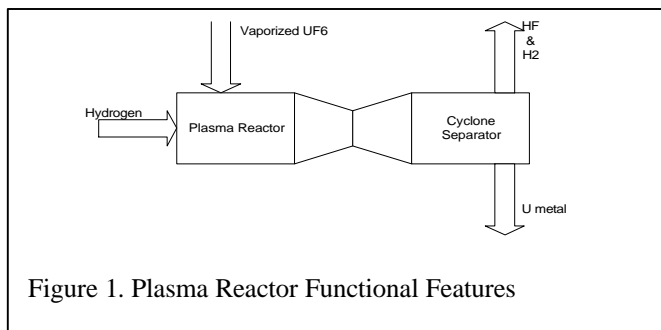 Vaporized UF6
HF
&
H2
Hydrogen
Plasma Reactor
Cyclone
Separator
U metal
Figure 1. Plasma Reactor Functional Features